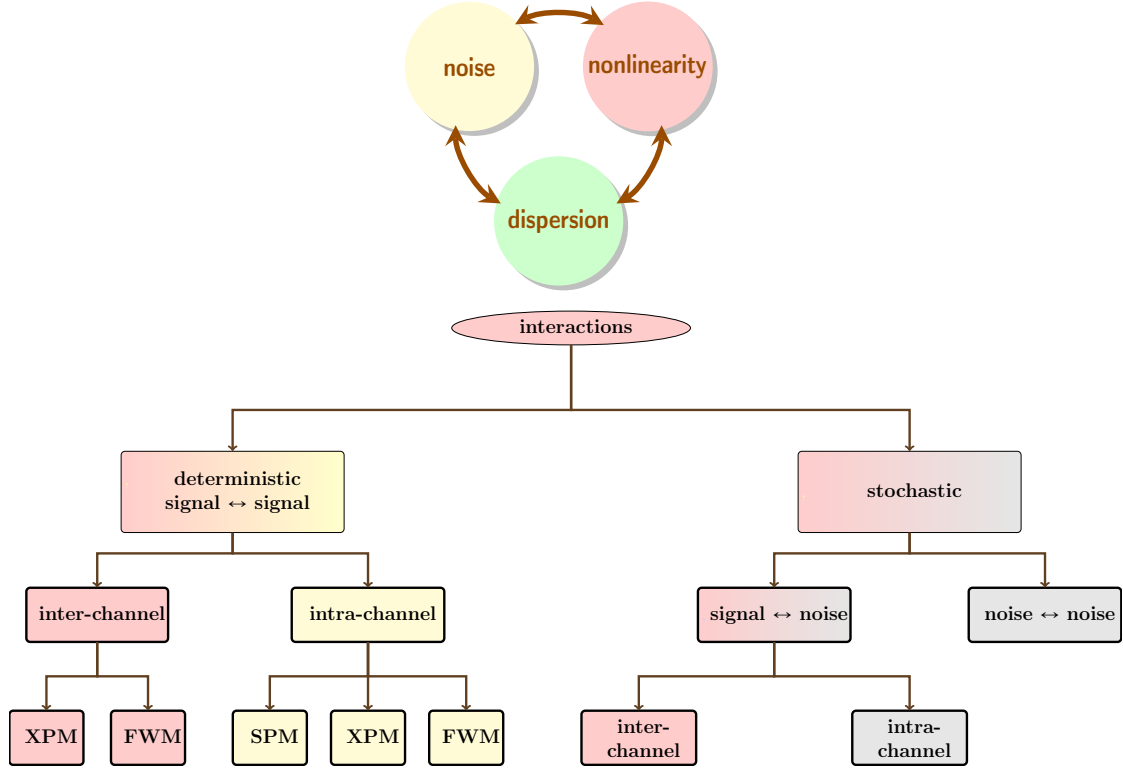 noise
nonlinearity
dispersion
interactions
deterministic
signal ↔ signal
stochastic
inter-channel
intra-channel
signal ↔ noise
noise ↔ noise
XPM
FWM
SPM
XPM
FWM
inter-
channel
intra-
channel